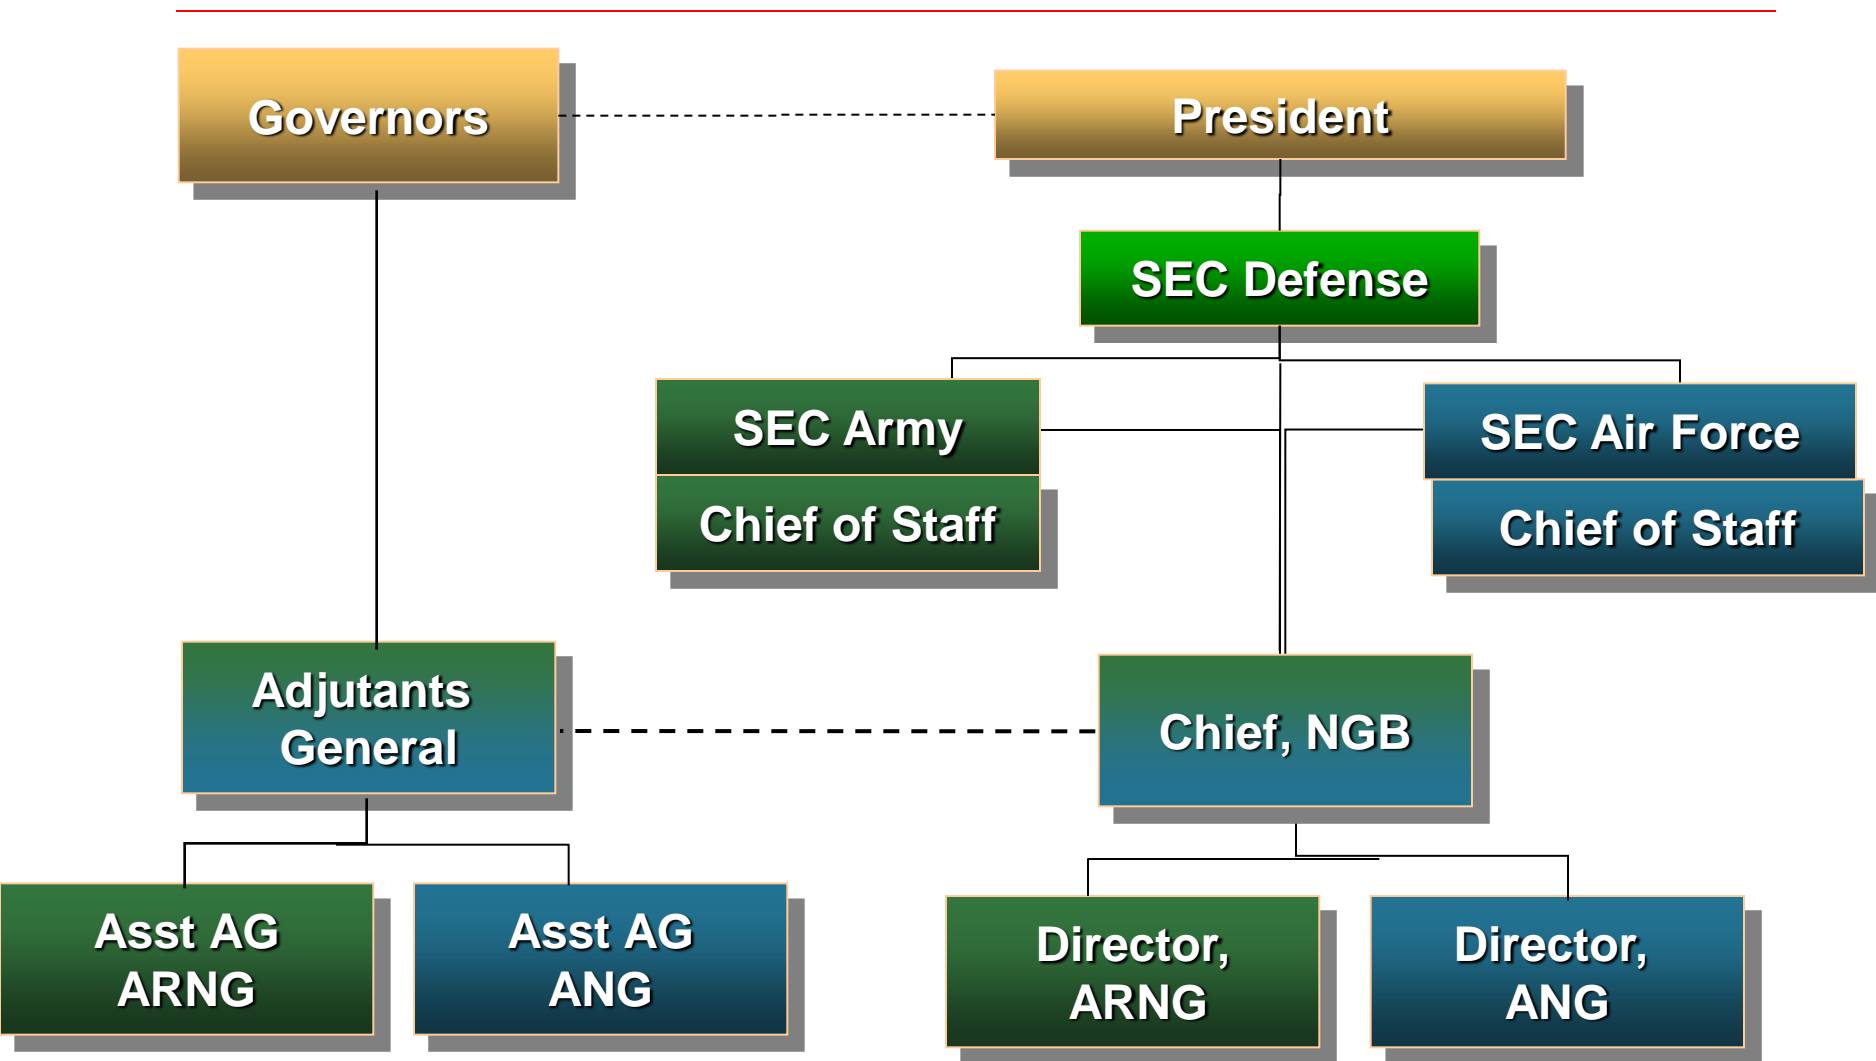 Governors
President
SEC Defense
SEC Army
SEC Air Force
Chief of Staff
Chief of Staff
Adjutants
General
Chief, NGB
Asst AG
ARNG
Asst AG
ANG
Director,
ARNG
Director,
ANG